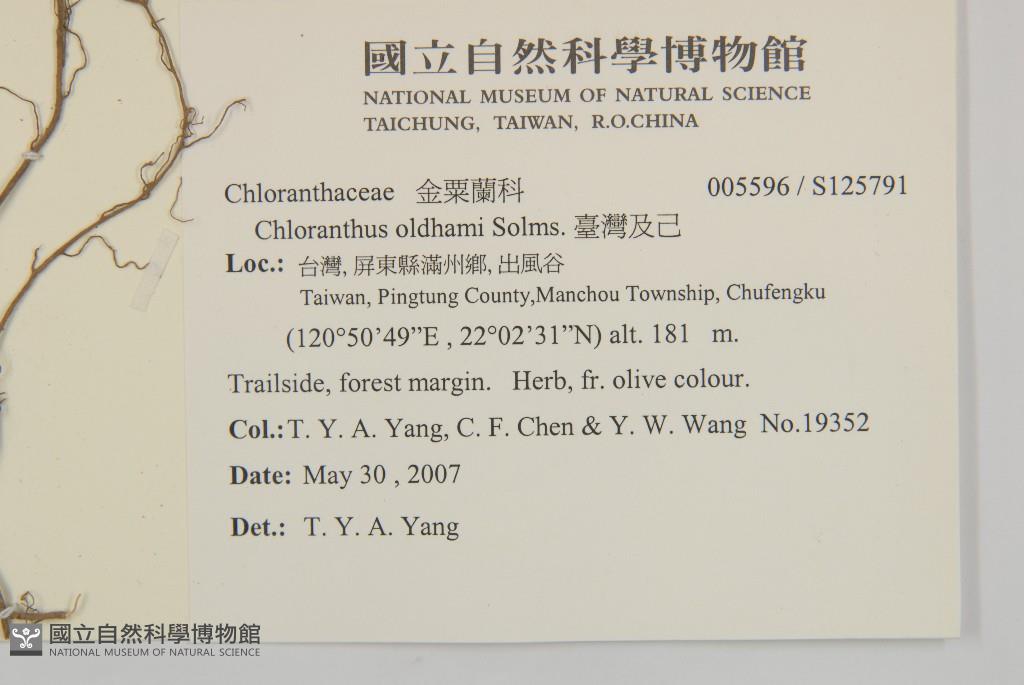 國立自然科學博物館
NATIONAL MUSEUM OF NATURAL SCIENCE
TAICHUNG, TAIWAN, R.O.CHINA
Chloranthaceae 金粟蘭科 005596 / S125791
Chloranthus oldhami Solms. 臺灣及己
Loc.: 台灣, 屏東縣滿州鄉, 出風谷
Taiwan, Pingtung County,Manchou Township, Chufengku
(120°50’49”E , 22°02’31”N) alt. 181 m.
Trailside, forest margin. Herb, fr. olive colour.
Col.: T. Y. A. Yang, C. F. Chen & Y. W. Wang No.19352
Date: May 30 , 2007
Det.: T. Y. A. Yang
國立自然科學博物館
NATIONAL MUSEUM OF NATURAL SCIENCE